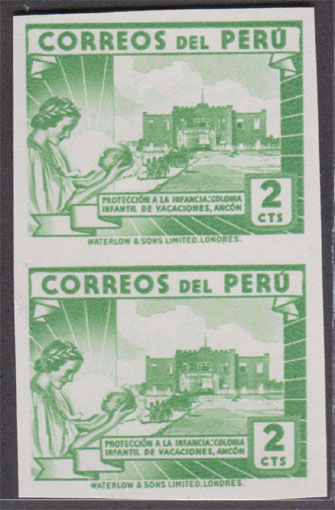 CORREOS DEL PERÚ
PROTECCIÓN A LA INFANCIA:COLONIA
INFANTIL DE VACACIONES, ANCÓN
2
CTS
WATERLOW & SONS LIMITED. LONDRES.
CORREOS DEL PERÚ
PROTECCIÓN A LA INFANCIA:COLONIA
INFANTIL DE VACACIONES, ANCÓN
2
CTS
WATERLOW & SONS LIMITED. LONDRES.